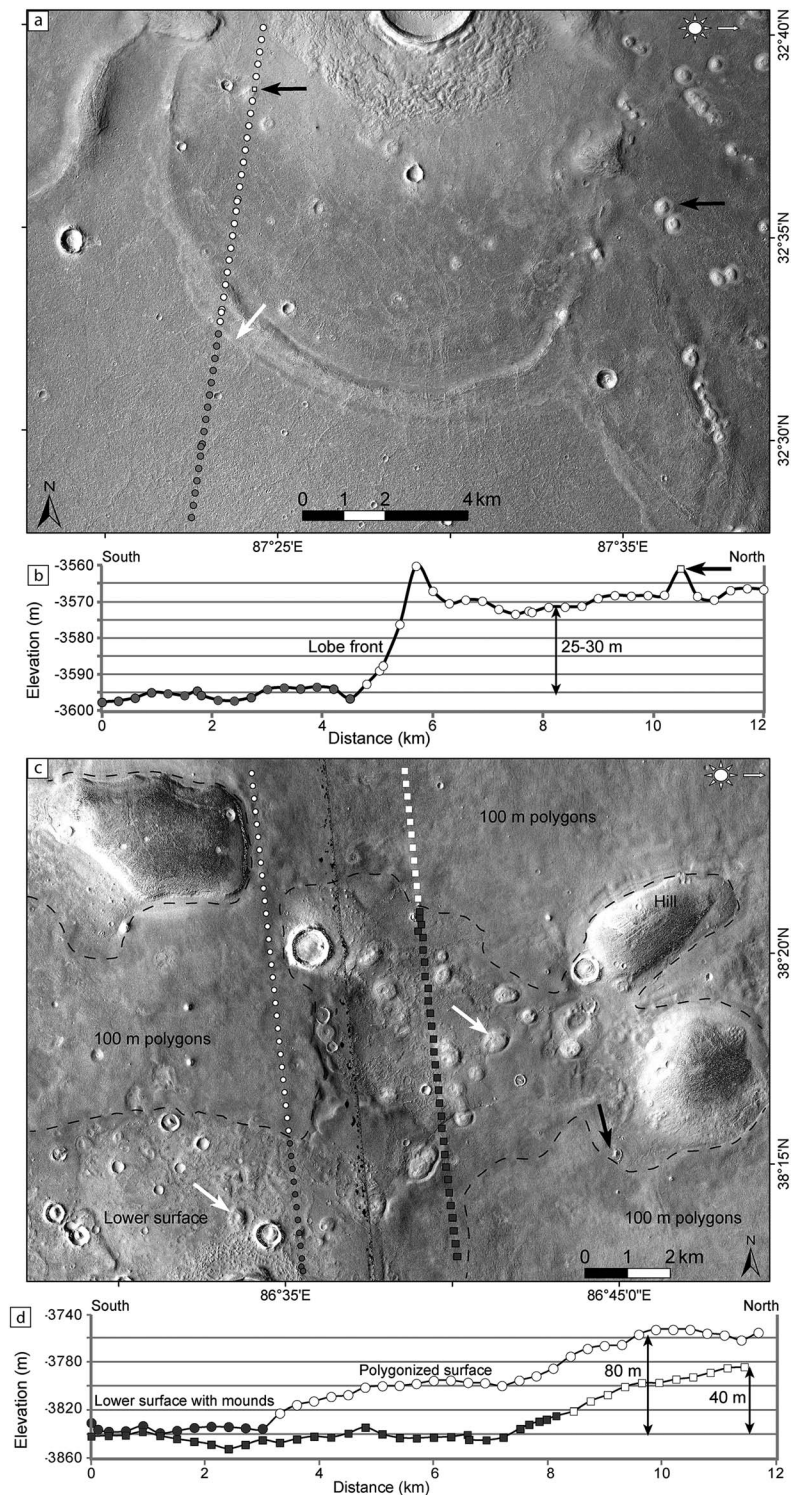 a
32°40'N
32°35'N
32°30'N
N
0 1 2 4 km
87°25'E 87°35'E
b
South North
-3560
-3570
-3580
-3590
-3600
Elevation (m)
Lobe front
25-30 m
0 2 4 6 8 10 12
Distance (km)
c
100 m polygons
Hill
38°20'N
100 m polygons
38°15'N
Lower surface
100 m polygons
N
0 1 2 km
86°35'E 86°45'0"E
d
South North
-3740
-3780
-3820
-3860
Elevation (m)
Polygonized surface
80 m
Lower surface with mounds
40 m
0 2 4 6 8 10 12
Distance (km)